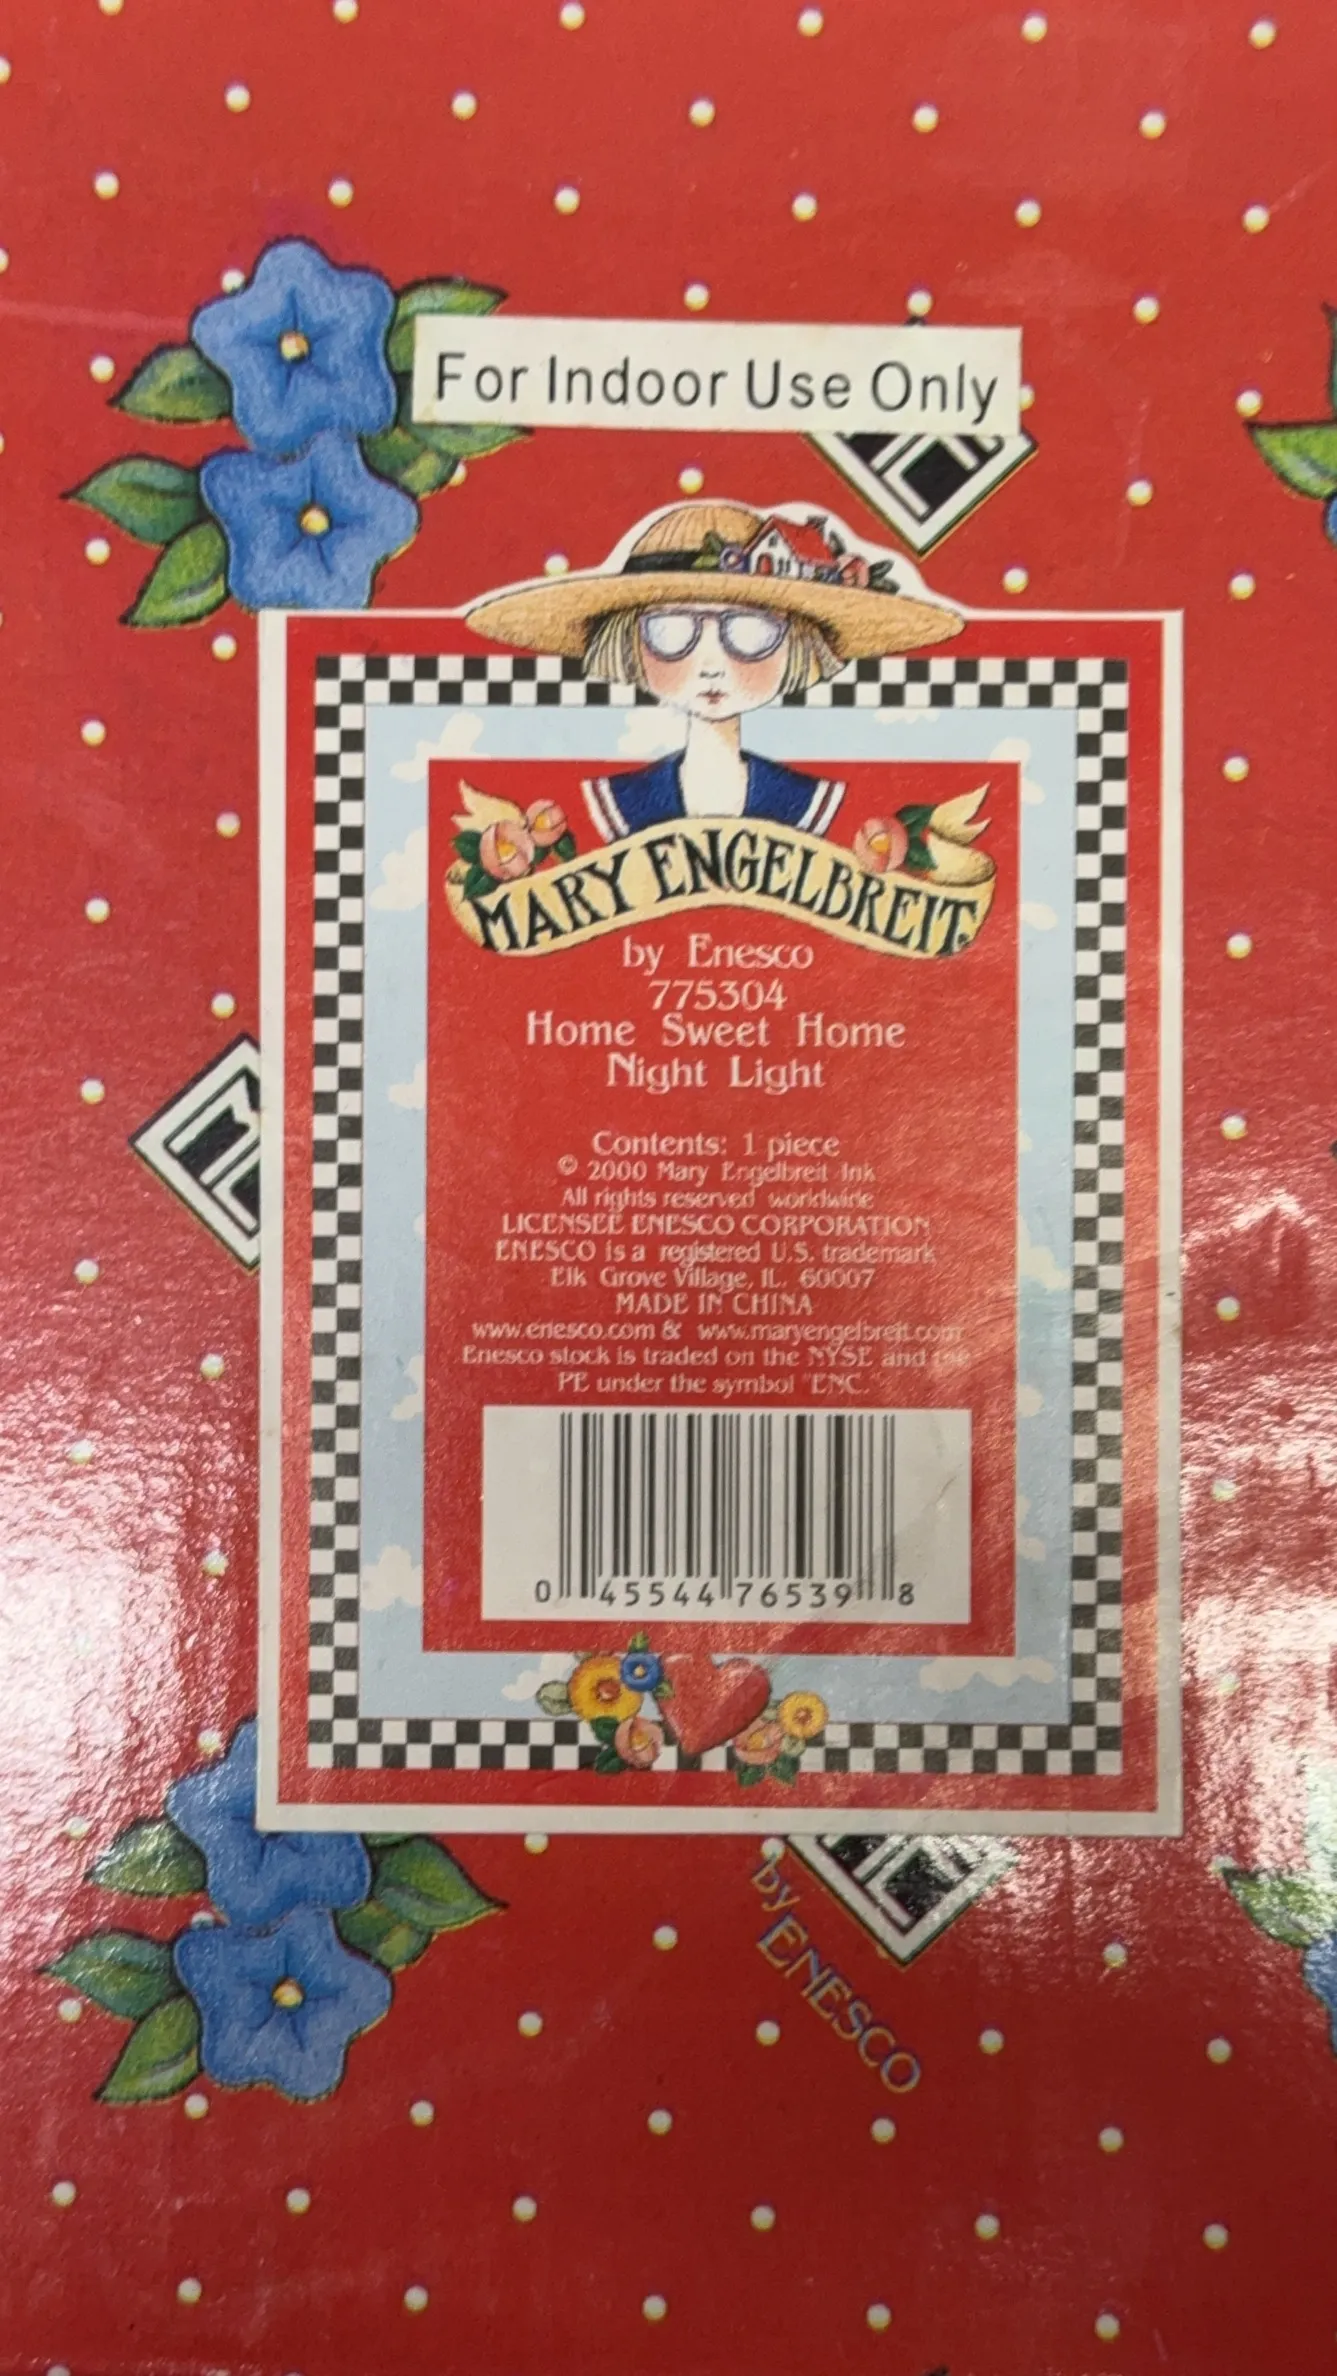 For Indoor Use Only
MARY ENGELBREIT
by Enesco
775304
Home Sweet Home
Night Light
Contents: 1 piece
© 2000 Mary Engelbreit Ink
All rights reserved worldwide
LICENSEE ENESCO CORPORATION
ENESCO is a registered U.S. trademark
Elk Grove Village, IL. 60007
MADE IN CHINA
www.enesco.com & www.maryengelbreit.com
Enesco stock is traded on the NYSE and the
PE under the symbol "ENC."
0 45544 76539 8
by ENESCO